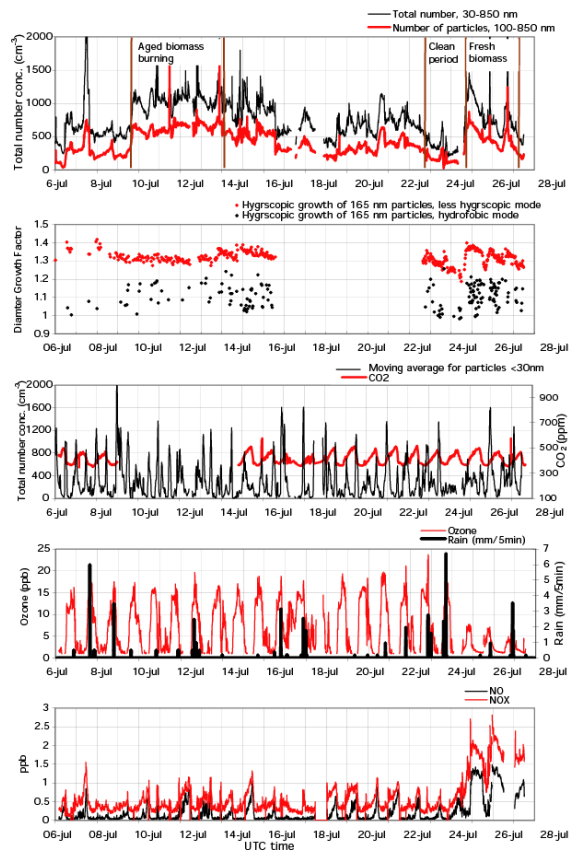 Total number, 30-850 nm
Number of particles, 100-850 nm
Total number conc. (cm-3)
2000
1500
1000
500
0
Aged biomass
burning
Clean
period
Fresh
biomass
6-jul 8-jul 10-jul 12-jul 14-jul 16-jul 18-jul 20-jul 22-jul 24-jul 26-jul 28-jul
Hygrscopic growth of 165 nm particles, less hygrscopic mode
Hygrscopic growth of 165 nm particles, hydrofobic mode
Diamter Growth Factor
1.5
1.4
1.3
1.2
1.1
1
0.9
06-jul 08-jul 10-jul 12-jul 14-jul 16-jul 18-jul 20-jul 22-jul 24-jul 26-jul 28-jul
Moving average for particles <30nm
CO2
Total number conc. (cm-3)
2000
1600
1200
800
400
0
900
700
500
300
100
CO2 (ppm)
6-jul 8-jul 10-jul 12-jul 14-jul 16-jul 18-jul 20-jul 22-jul 24-jul 26-jul 28-jul
Ozone
Rain (mm/5min)
Ozone (ppb)
25
20
15
10
5
0
7
6
5
4
3
2
1
0
Rain (mm/5min)
6-jul 8-jul 10-jul 12-jul 14-jul 16-jul 18-jul 20-jul 22-jul 24-jul 26-jul 28-jul
NO
NOX
ppb
3
2.5
2
1.5
1
0.5
0
06-jul 08-jul 10-jul 12-jul 14-jul 16-jul 18-jul 20-jul 22-jul 24-jul 26-jul 28-jul
UTC time